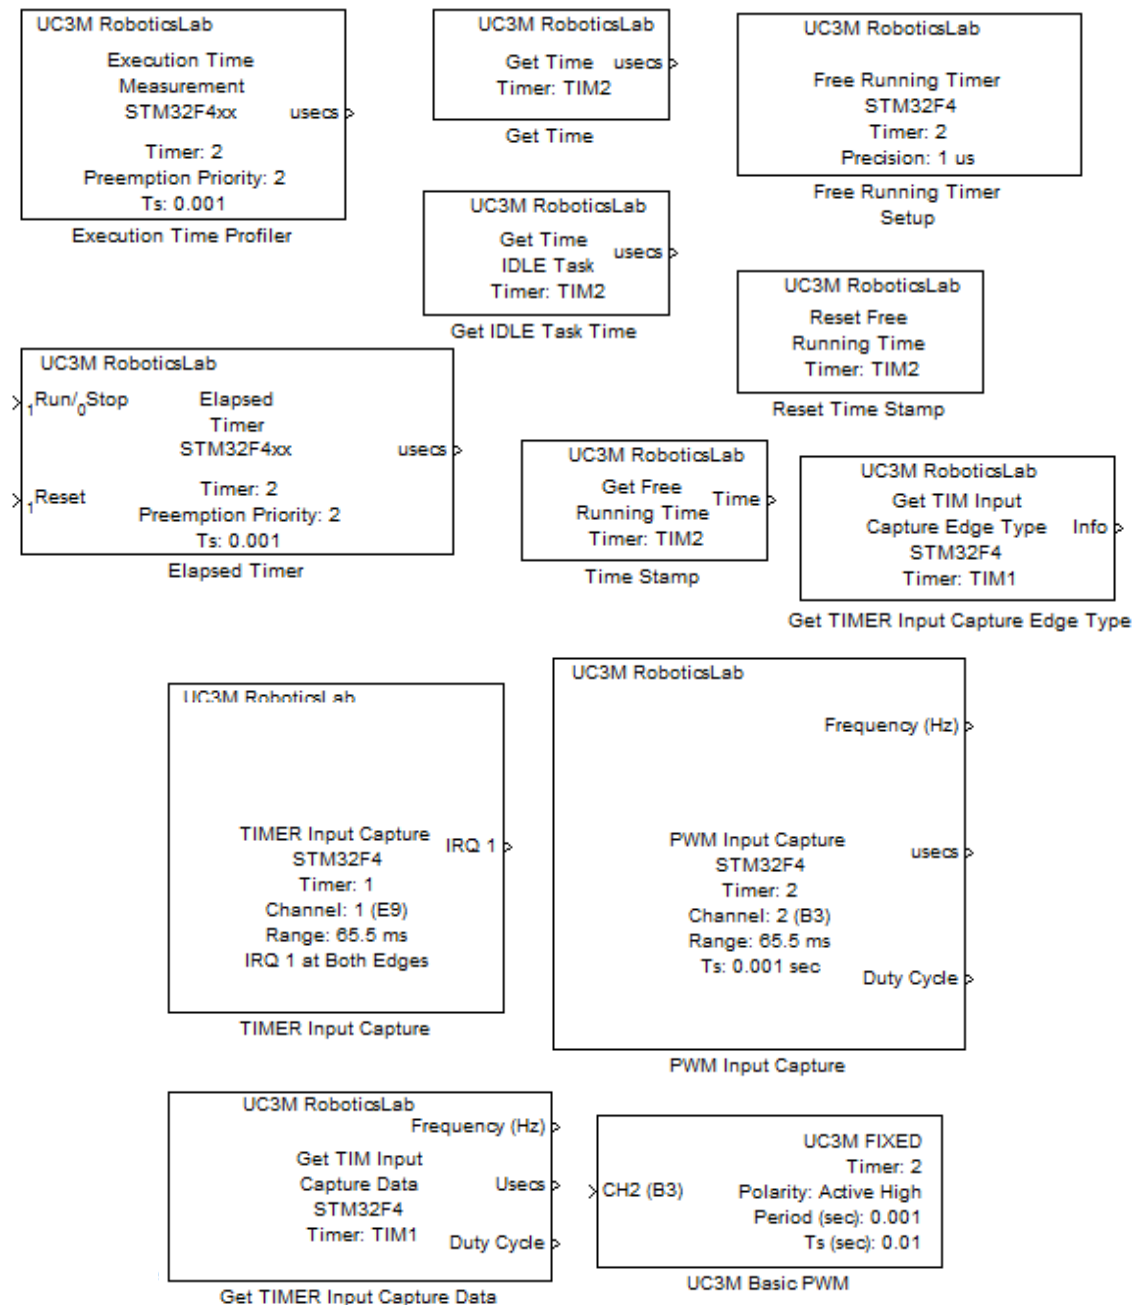 UC3M RoboticsLab
Execution Time
Measurement
STM32F4xx
usecs
Timer: 2
Preemption Priority: 2
Ts: 0.001
Execution Time Profiler
UC3M RoboticsLab
Get Time usecs
Timer: TIM2
Get Time
UC3M RoboticsLab
Free Running Timer
STM32F4
Timer: 2
Precision: 1 us
Free Running Timer
Setup
UC3M RoboticsLab
Get Time
IDLE Task
usecs
Timer: TIM2
Get IDLE Task Time
UC3M RoboticsLab
Reset Free
Running Time
Timer: TIM2
Reset Time Stamp
UC3M RoboticsLab
1Run/0Stop
Elapsed
Timer
STM32F4xx
usecs
1Reset
Timer: 2
Preemption Priority: 2
Ts: 0.001
Elapsed Timer
UC3M RoboticsLab
Get Free
Running Time
Time
Timer: TIM2
Time Stamp
UC3M RoboticsLab
Get TIM Input
Capture Edge Type Info
STM32F4
Timer: TIM1
Get TIMER Input Capture Edge Type
UC3M RoboticsLab
TIMER Input Capture
IRQ 1
STM32F4
Timer: 1
Channel: 1 (E9)
Range: 65.5 ms
IRQ 1 at Both Edges
TIMER Input Capture
UC3M RoboticsLab
Frequency (Hz)
PWM Input Capture
usecs
STM32F4
Timer: 2
Channel: 2 (B3)
Range: 65.5 ms
Ts: 0.001 sec
Duty Cycle
PWM Input Capture
UC3M RoboticsLab
Frequency (Hz)
Get TIM Input
Capture Data
Usecs
STM32F4
Timer: TIM1
Duty Cycle
Get TIMER Input Capture Data
UC3M FIXED
Timer: 2
CH2 (B3)
Polarity: Active High
Period (sec): 0.001
Ts (sec): 0.01
UC3M Basic PWM